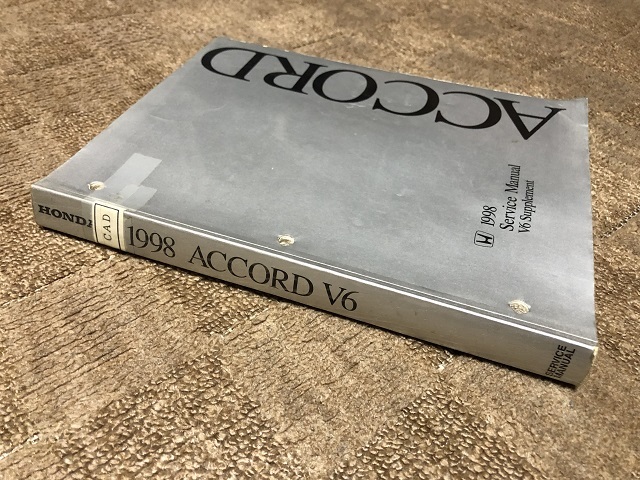 ACCORD
1998
Service Manual
V6 Supplement
HONDA
CAD
1998 ACCORD V6
SERVICE
MANUAL